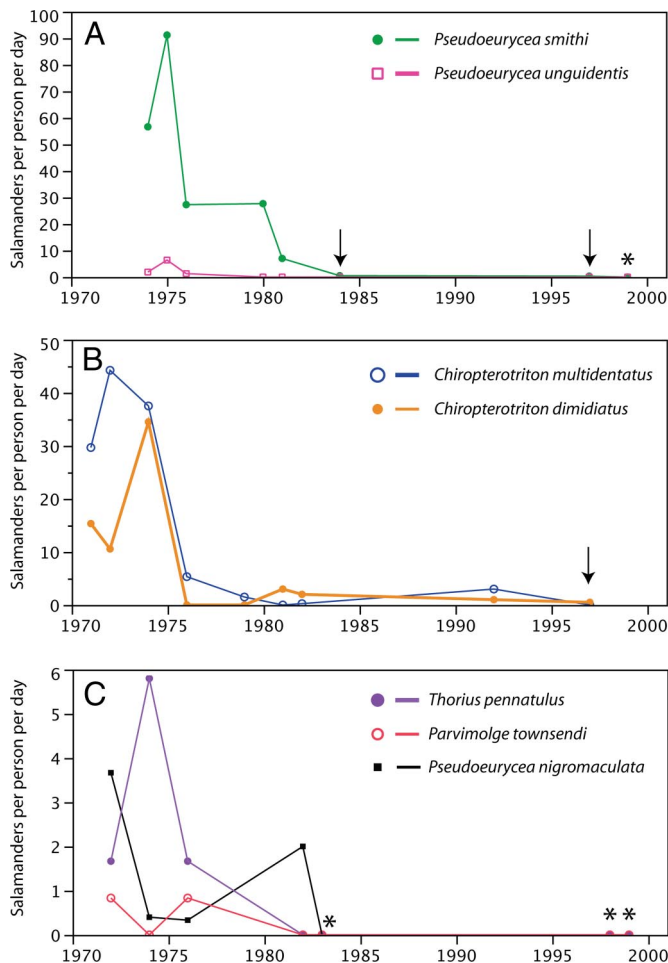 A
Salamanders per person per day
100
90
80
70
60
50
40
30
20
10
0
Pseudoeurycea smithi
Pseudoeurycea unguidentis
*
1970 1975 1980 1985 1990 1995 2000
B
Salamanders per person per day
50
40
30
20
10
0
Chiropterotriton multidentatus
Chiropterotriton dimidiatus
1970 1975 1980 1985 1990 1995 2000
C
Salamanders per person per day
6
5
4
3
2
1
0
Thorius pennatulus
Parvimolge townsendi
Pseudoeurycea nigromaculata
* * *
1970 1975 1980 1985 1990 1995 2000